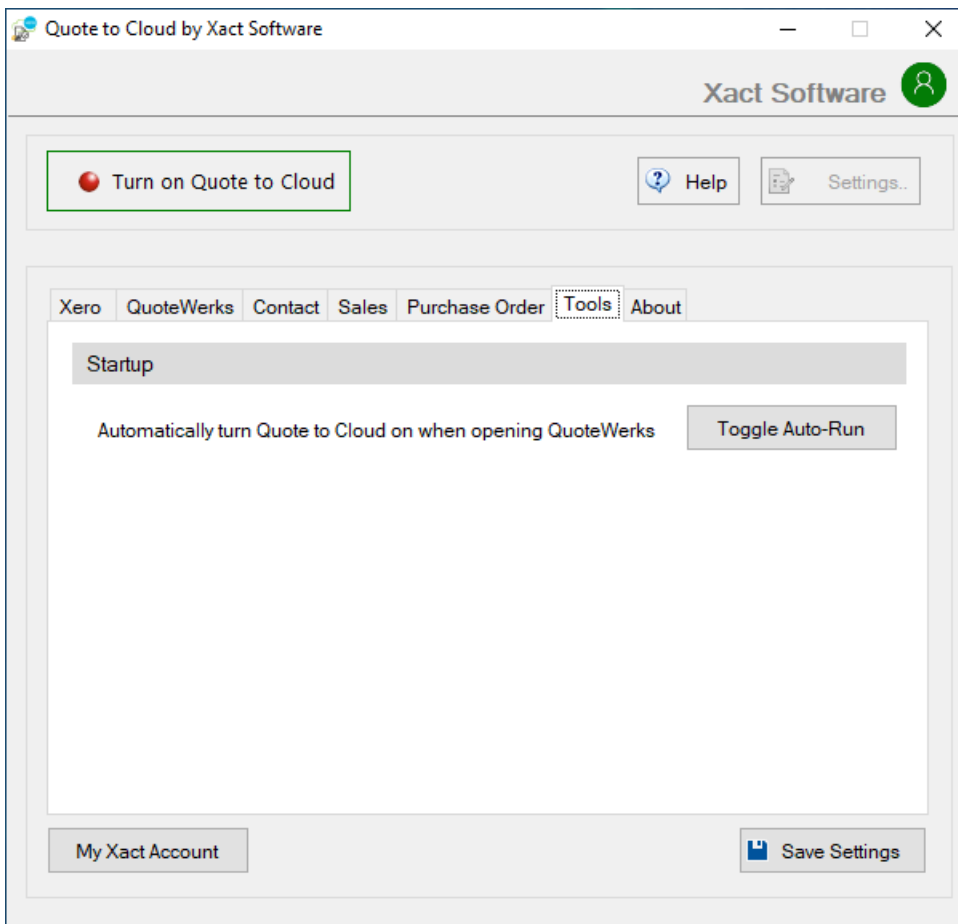 Quote to Cloud by Xact Software
Xact Software
Turn on Quote to Cloud
Help
Settings..
Xero QuoteWerks Contact Sales Purchase Order Tools About
Startup
Automatically turn Quote to Cloud on when opening QuoteWerks
Toggle Auto-Run
My Xact Account
Save Settings